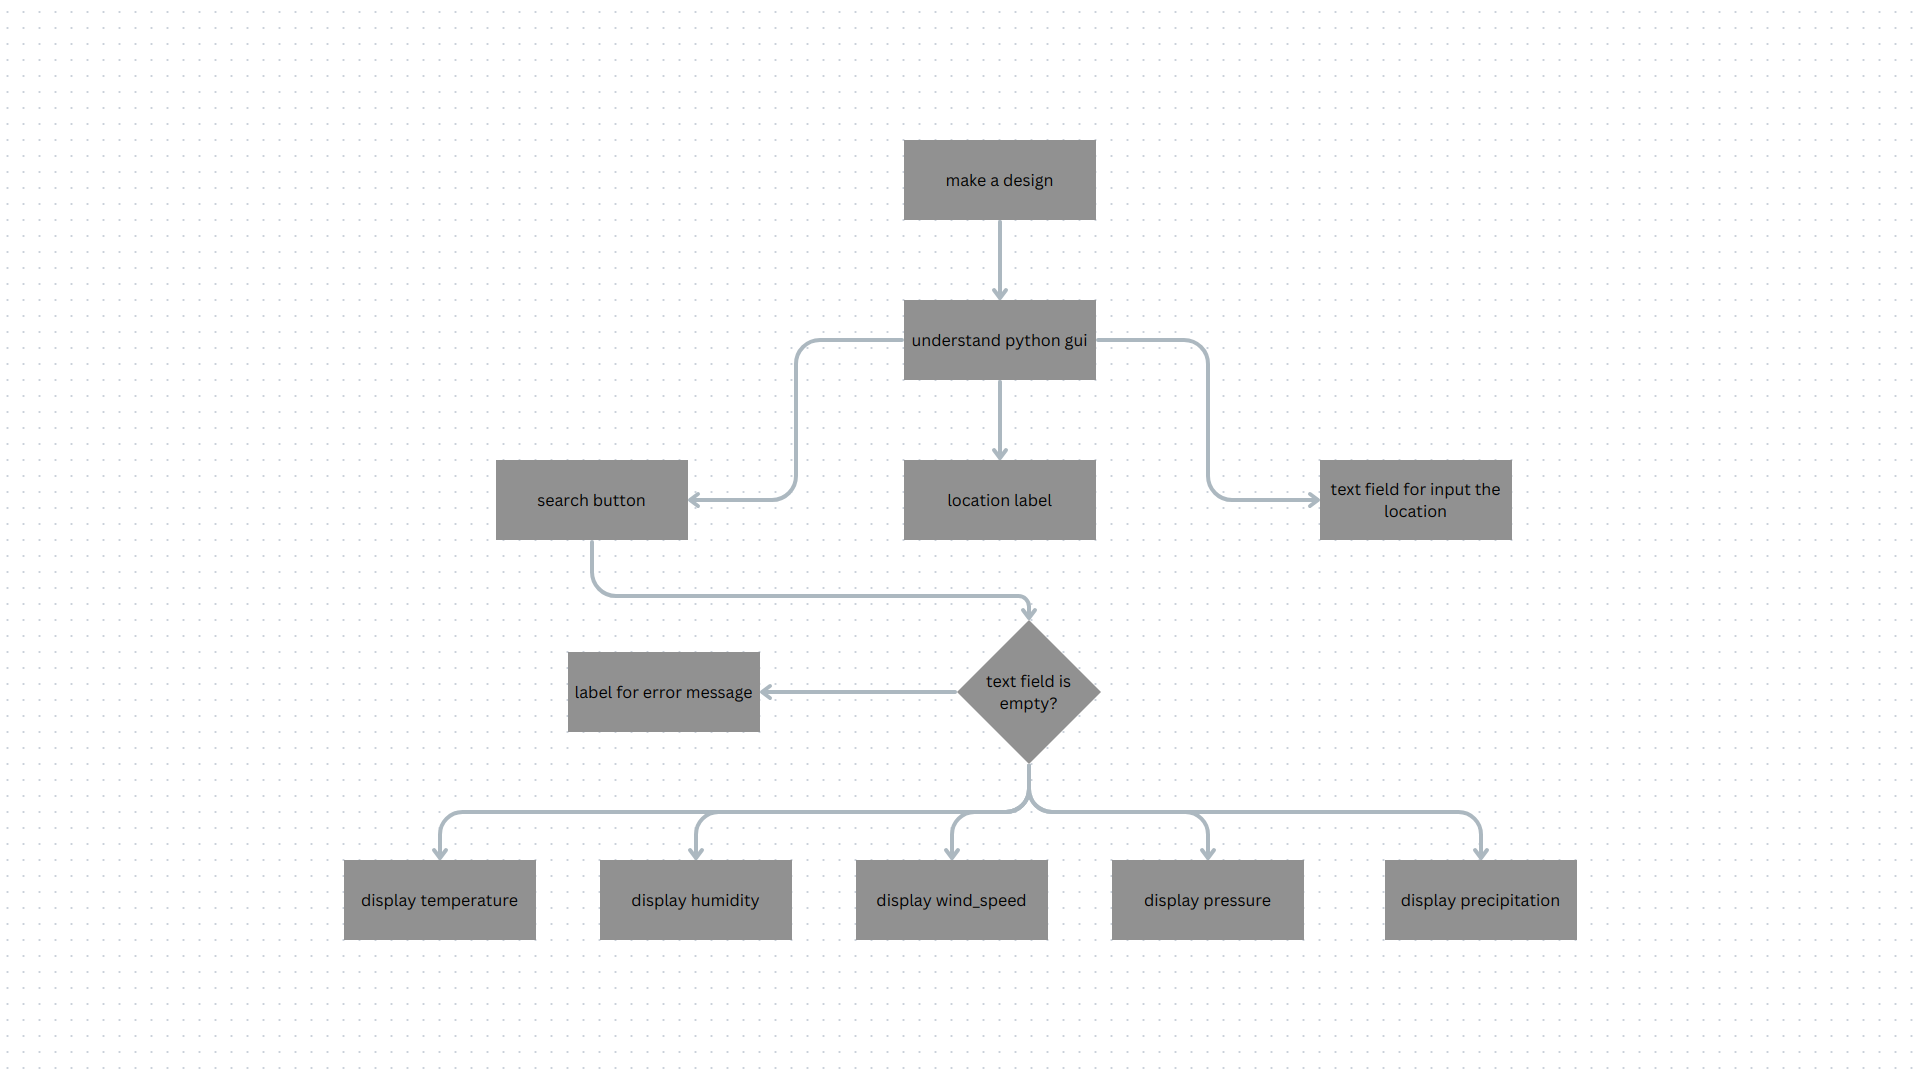 make a design
understand python gui
search button
location label
text field for input the
location
label for error message
text field is
empty?
display temperature
display humidity
display wind_speed
display pressure
display precipitation